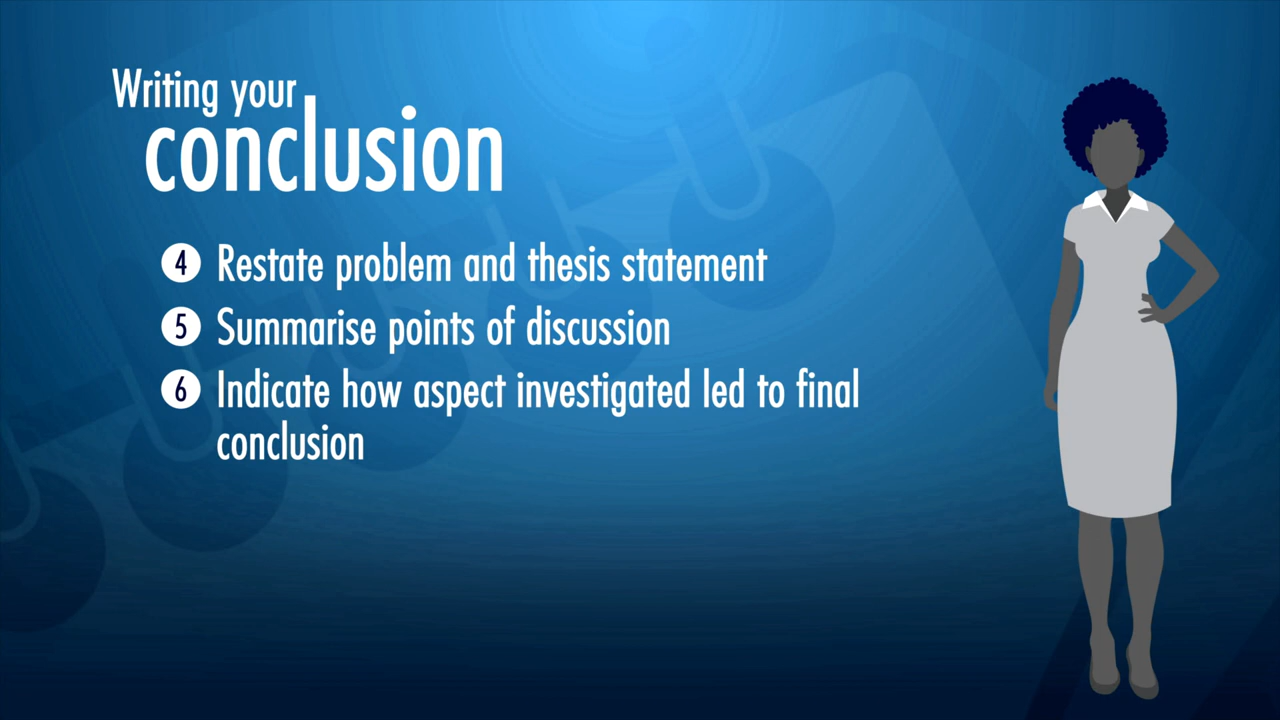 Writing your
conclusion
4 Restate problem and thesis statement
5 Summarise points of discussion
6 Indicate how aspect investigated led to final
conclusion